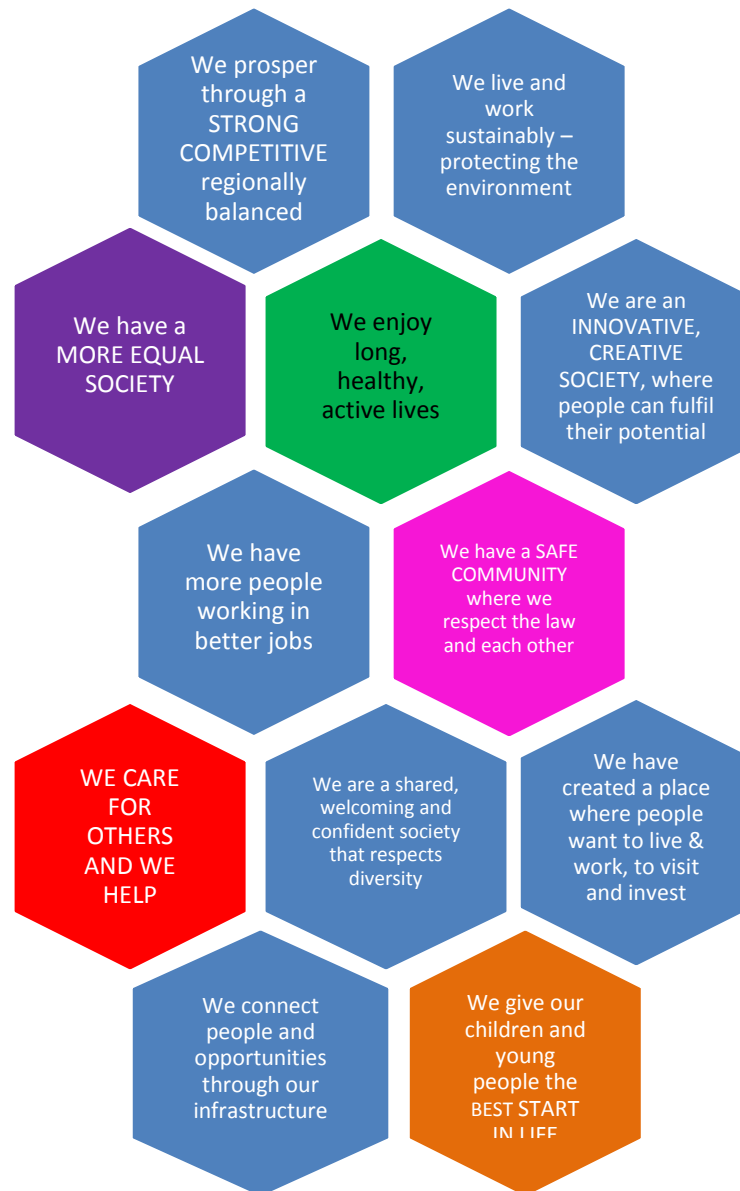 We prosper
through a
STRONG
COMPETITIVE
regionally
balanced
We live and
work
sustainably –
protecting the
environment
We have a
MORE EQUAL
SOCIETY
We enjoy
long,
healthy,
active lives
We are an
INNOVATIVE,
CREATIVE
SOCIETY, where
people can fulfil
their potential
We have
more people
working in
better jobs
We have a SAFE
COMMUNITY
where we
respect the law
and each other
WE CARE
FOR
OTHERS
AND WE
HELP
We are a shared,
welcoming and
confident society
that respects
diversity
We have
created a place
where people
want to live &
work, to visit
and invest
We connect
people and
opportunities
through our
infrastructure
We give our
children and
young
people the
BEST START
IN LIFE